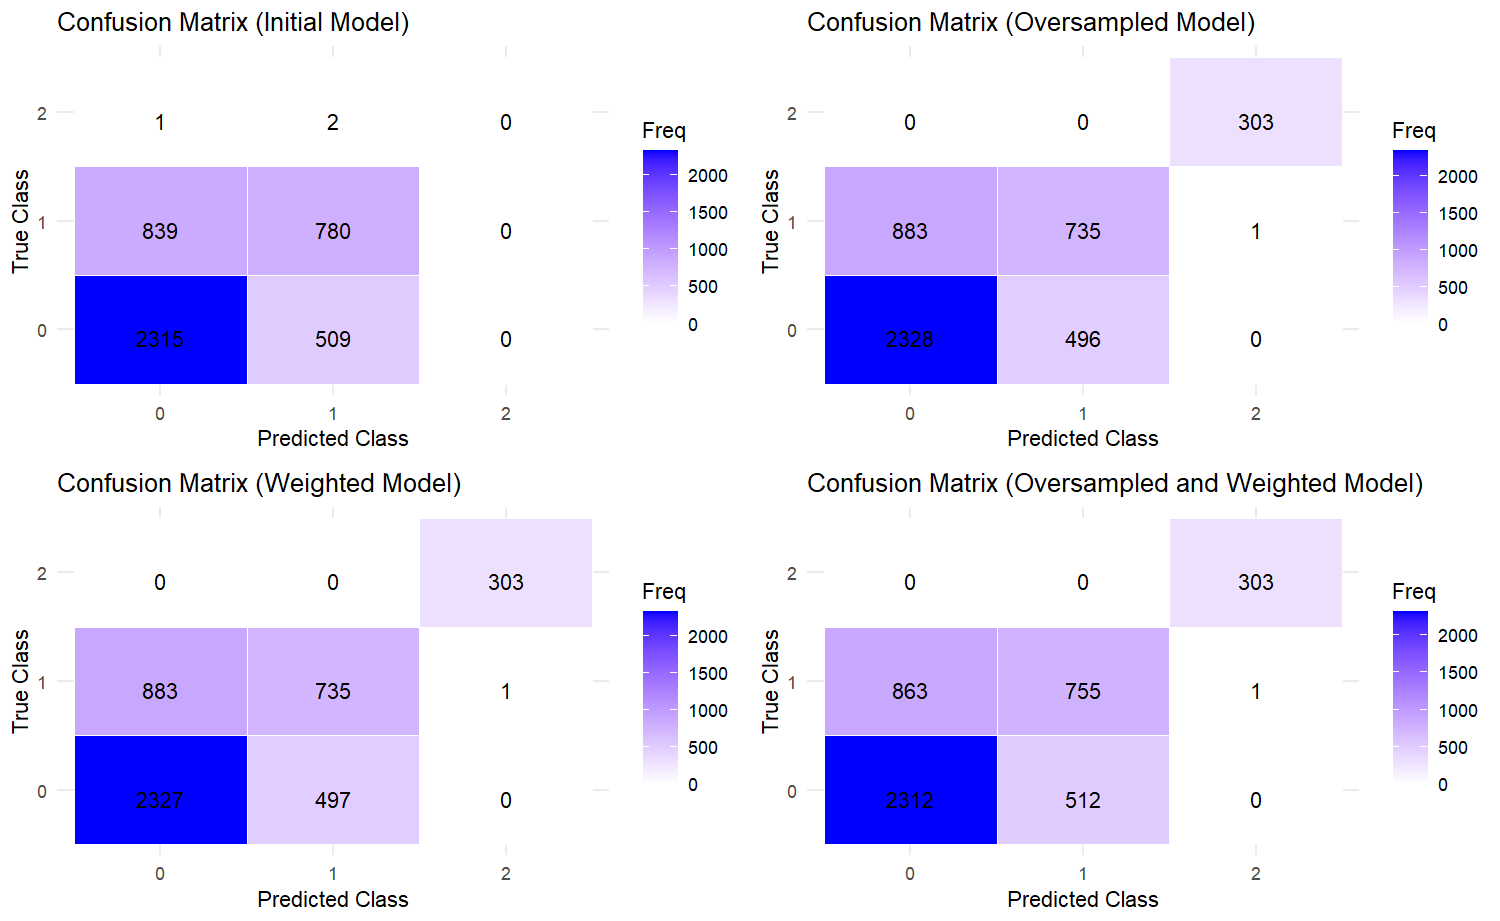 Confusion Matrix (Initial Model)
2
1
0
True Class
1 2 0
839 780 0
2315 509 0
0 1 2
Predicted Class
Freq
2000
1500
1000
500
0
Confusion Matrix (Oversampled Model)
2
1
0
True Class
0 0 303
883 735 1
2328 496 0
0 1 2
Predicted Class
Freq
2000
1500
1000
500
0
Confusion Matrix (Weighted Model)
2
1
0
True Class
0 0 303
883 735 1
2327 497 0
0 1 2
Predicted Class
Freq
2000
1500
1000
500
0
Confusion Matrix (Oversampled and Weighted Model)
2
1
0
True Class
0 0 303
863 755 1
2312 512 0
0 1 2
Predicted Class
Freq
2000
1500
1000
500
0